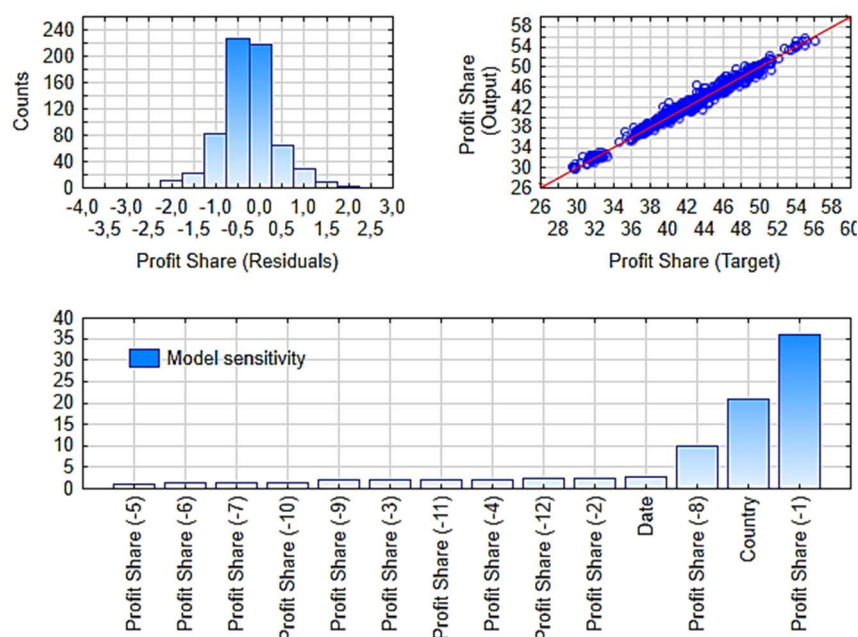 240
200
160
120
80
40
0
Counts
-4,0 -3,0 -2,0 -1,0 0,0 1,0 2,0 3,0
-3,5 -2,5 -1,5 -0,5 0,5 1,5 2,5
Profit Share (Residuals)
58
54
50
46
42
38
34
30
26
Profit Share
(Output)
26 30 34 38 42 46 50 54 60
28 32 36 40 44 48 52 56
Profit Share (Target)
40
35
30
25
20
15
10
5
0
Model sensitivity
Profit Share (-5)
Profit Share (-6)
Profit Share (-7)
Profit Share (-10)
Profit Share (-9)
Profit Share (-3)
Profit Share (-11)
Profit Share (-4)
Profit Share (-12)
Profit Share (-2)
Date
Profit Share (-8)
Country
Profit Share (-1)